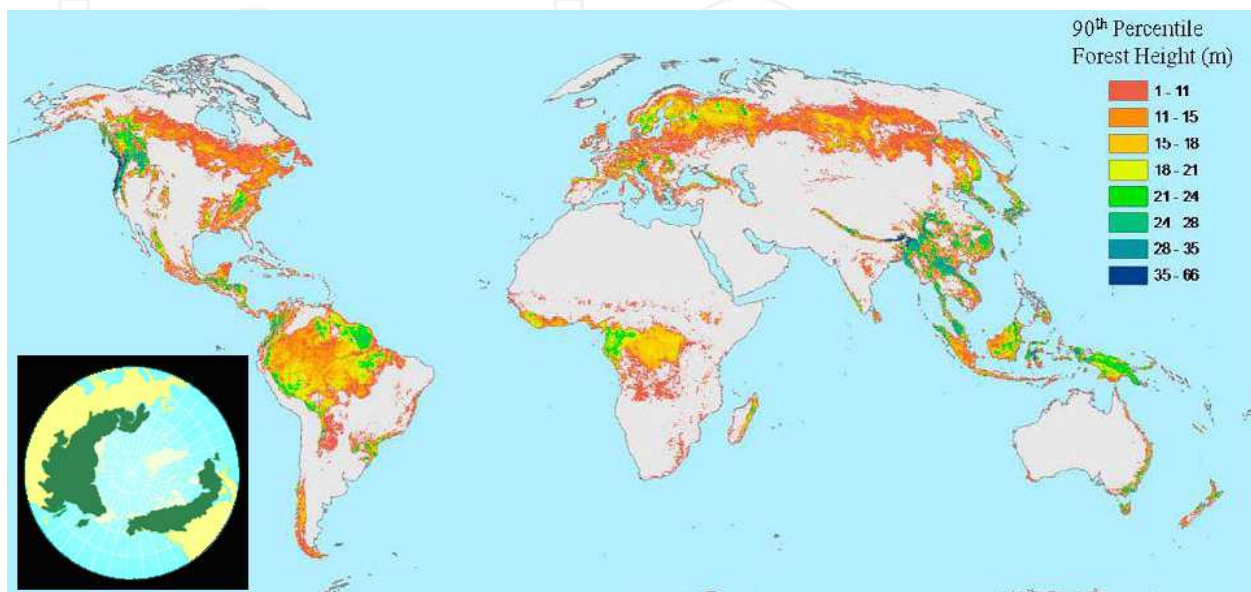 90th Percentile
Forest Height (m)
1 - 11
11 - 15
15 - 18
18 - 21
21 - 24
24 28
28 - 35
35 - 66